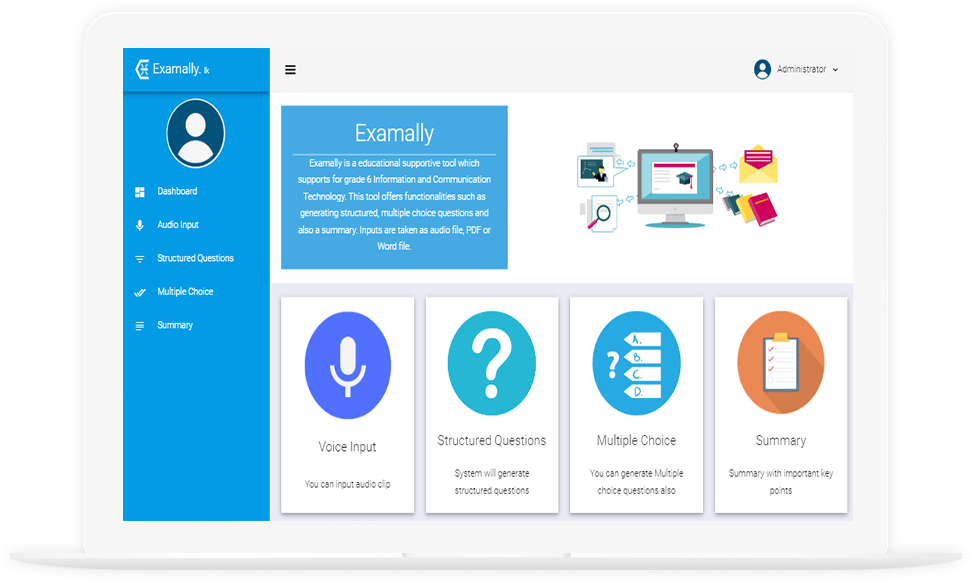 Examally. lk
Administrator
Dashboard
Audio Input
Structured Questions
Multiple Choice
Summary
Examally
Examally is a educational supportive tool which
supports for grade 6 Information and Communication
Technology. This tool offers functionalities such as
generating structured, multiple choice questions and
also a summary. Inputs are taken as audio file, PDF or
Word file.
?
? A.
B.
C.
D.
Voice Input
You can input audio clip
Structured Questions
System will generate
structured questions
Multiple Choice
You can generate Multiple
choice questions also
Summary
Summary with important key
points